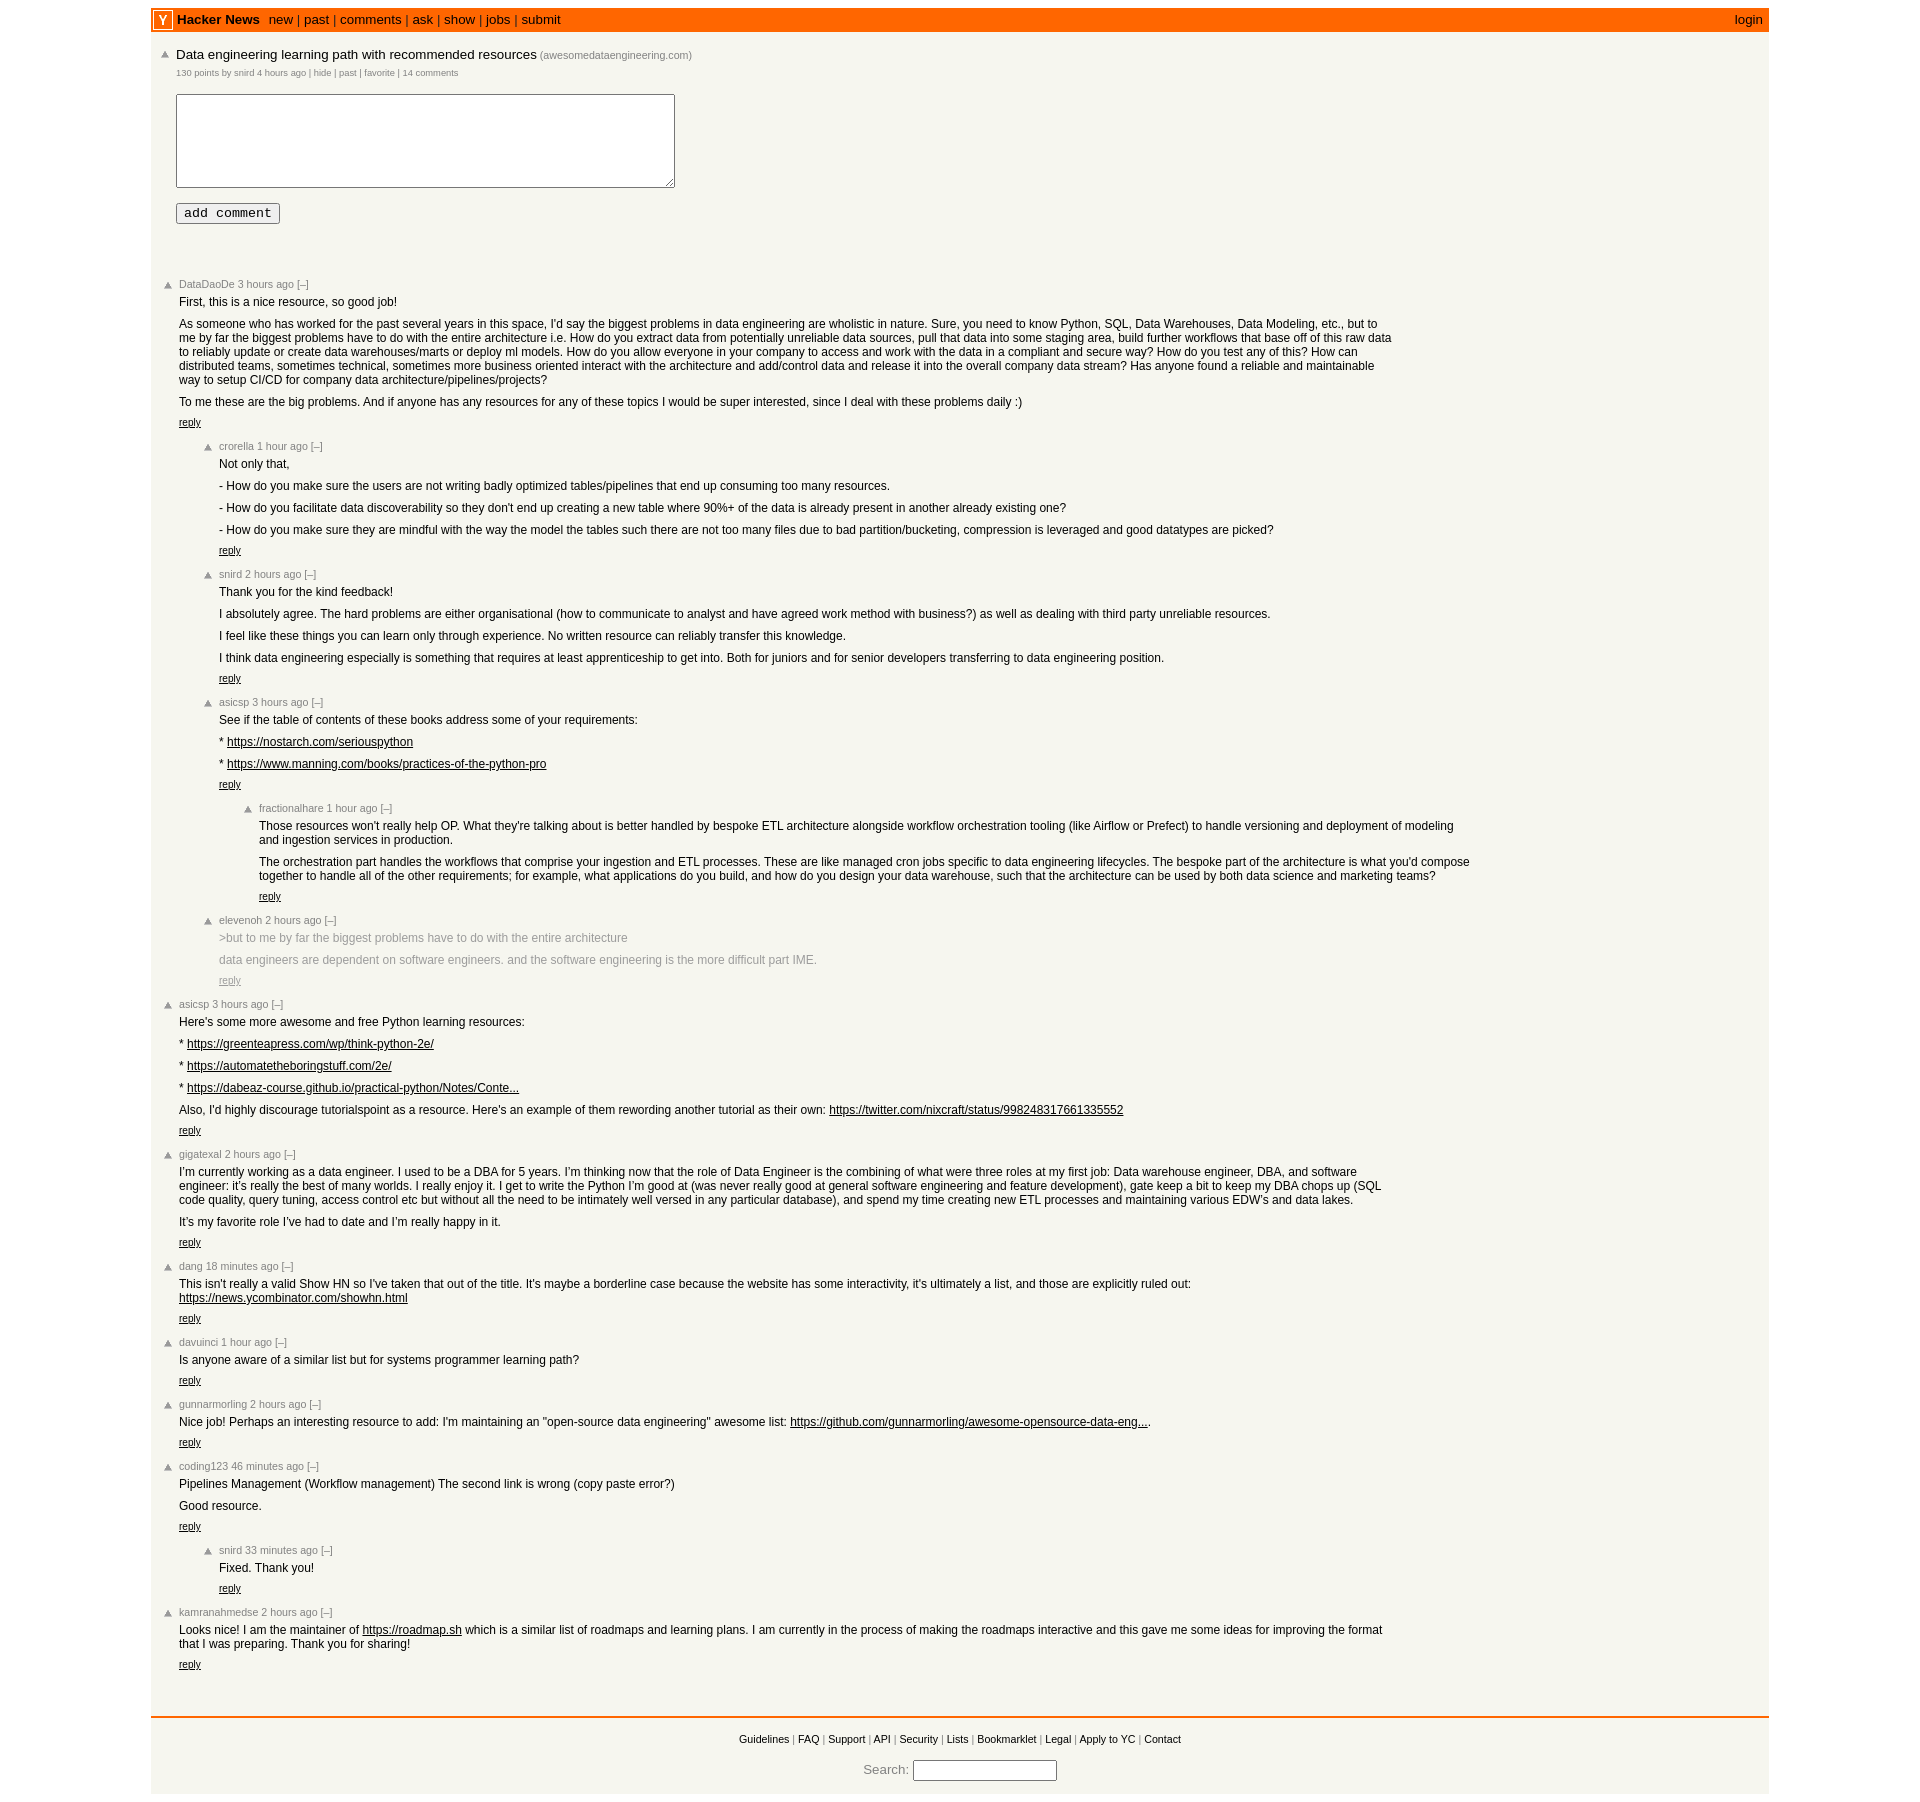 Y Hacker News new | past | comments | ask | show | jobs | submit login
Data engineering learning path with recommended resources (awesomedataengineering.com)
130 points by snird 4 hours ago | hide | past | favorite | 14 comments
add comment
DataDaoDe 3 hours ago [–]
First, this is a nice resource, so good job!
As someone who has worked for the past several years in this space, I'd say the biggest problems in data engineering are wholistic in nature. Sure, you need to know Python, SQL, Data Warehouses, Data Modeling, etc., but to
me by far the biggest problems have to do with the entire architecture i.e. How do you extract data from potentially unreliable data sources, pull that data into some staging area, build further workflows that base off of this raw data
to reliably update or create data warehouses/marts or deploy ml models. How do you allow everyone in your company to access and work with the data in a compliant and secure way? How do you test any of this? How can
distributed teams, sometimes technical, sometimes more business oriented interact with the architecture and add/control data and release it into the overall company data stream? Has anyone found a reliable and maintainable
way to setup CI/CD for company data architecture/pipelines/projects?
To me these are the big problems. And if anyone has any resources for any of these topics I would be super interested, since I deal with these problems daily :)
reply
crorella 1 hour ago [–]
Not only that,
- How do you make sure the users are not writing badly optimized tables/pipelines that end up consuming too many resources.
- How do you facilitate data discoverability so they don't end up creating a new table where 90%+ of the data is already present in another already existing one?
- How do you make sure they are mindful with the way the model the tables such there are not too many files due to bad partition/bucketing, compression is leveraged and good datatypes are picked?
reply
snird 2 hours ago [–]
Thank you for the kind feedback!
I absolutely agree. The hard problems are either organisational (how to communicate to analyst and have agreed work method with business?) as well as dealing with third party unreliable resources.
I feel like these things you can learn only through experience. No written resource can reliably transfer this knowledge.
I think data engineering especially is something that requires at least apprenticeship to get into. Both for juniors and for senior developers transferring to data engineering position.
reply
asicsp 3 hours ago [–]
See if the table of contents of these books address some of your requirements:
* https://nostarch.com/seriouspython
* https://www.manning.com/books/practices-of-the-python-pro
reply
fractionalhare 1 hour ago [–]
Those resources won't really help OP. What they're talking about is better handled by bespoke ETL architecture alongside workflow orchestration tooling (like Airflow or Prefect) to handle versioning and deployment of modeling
and ingestion services in production.
The orchestration part handles the workflows that comprise your ingestion and ETL processes. These are like managed cron jobs specific to data engineering lifecycles. The bespoke part of the architecture is what you'd compose
together to handle all of the other requirements; for example, what applications do you build, and how do you design your data warehouse, such that the architecture can be used by both data science and marketing teams?
reply
elevenoh 2 hours ago [–]
>but to me by far the biggest problems have to do with the entire architecture
data engineers are dependent on software engineers. and the software engineering is the more difficult part IME.
reply
asicsp 3 hours ago [–]
Here's some more awesome and free Python learning resources:
* https://greenteapress.com/wp/think-python-2e/
* https://automatetheboringstuff.com/2e/
* https://dabeaz-course.github.io/practical-python/Notes/Conte...
Also, I'd highly discourage tutorialspoint as a resource. Here's an example of them rewording another tutorial as their own: https://twitter.com/nixcraft/status/998248317661335552
reply
gigatexal 2 hours ago [–]
I’m currently working as a data engineer. I used to be a DBA for 5 years. I’m thinking now that the role of Data Engineer is the combining of what were three roles at my first job: Data warehouse engineer, DBA, and software
engineer: it’s really the best of many worlds. I really enjoy it. I get to write the Python I’m good at (was never really good at general software engineering and feature development), gate keep a bit to keep my DBA chops up (SQL
code quality, query tuning, access control etc but without all the need to be intimately well versed in any particular database), and spend my time creating new ETL processes and maintaining various EDW’s and data lakes.
It’s my favorite role I’ve had to date and I’m really happy in it.
reply
dang 18 minutes ago [–]
This isn't really a valid Show HN so I've taken that out of the title. It's maybe a borderline case because the website has some interactivity, it's ultimately a list, and those are explicitly ruled out:
https://news.ycombinator.com/showhn.html
reply
davuinci 1 hour ago [–]
Is anyone aware of a similar list but for systems programmer learning path?
reply
gunnarmorling 2 hours ago [–]
Nice job! Perhaps an interesting resource to add: I'm maintaining an "open-source data engineering" awesome list: https://github.com/gunnarmorling/awesome-opensource-data-eng....
reply
coding123 46 minutes ago [–]
Pipelines Management (Workflow management) The second link is wrong (copy paste error?)
Good resource.
reply
snird 33 minutes ago [–]
Fixed. Thank you!
reply
kamranahmedse 2 hours ago [–]
Looks nice! I am the maintainer of https://roadmap.sh which is a similar list of roadmaps and learning plans. I am currently in the process of making the roadmaps interactive and this gave me some ideas for improving the format
that I was preparing. Thank you for sharing!
reply
Guidelines | FAQ | Support | API | Security | Lists | Bookmarklet | Legal | Apply to YC | Contact
Search: